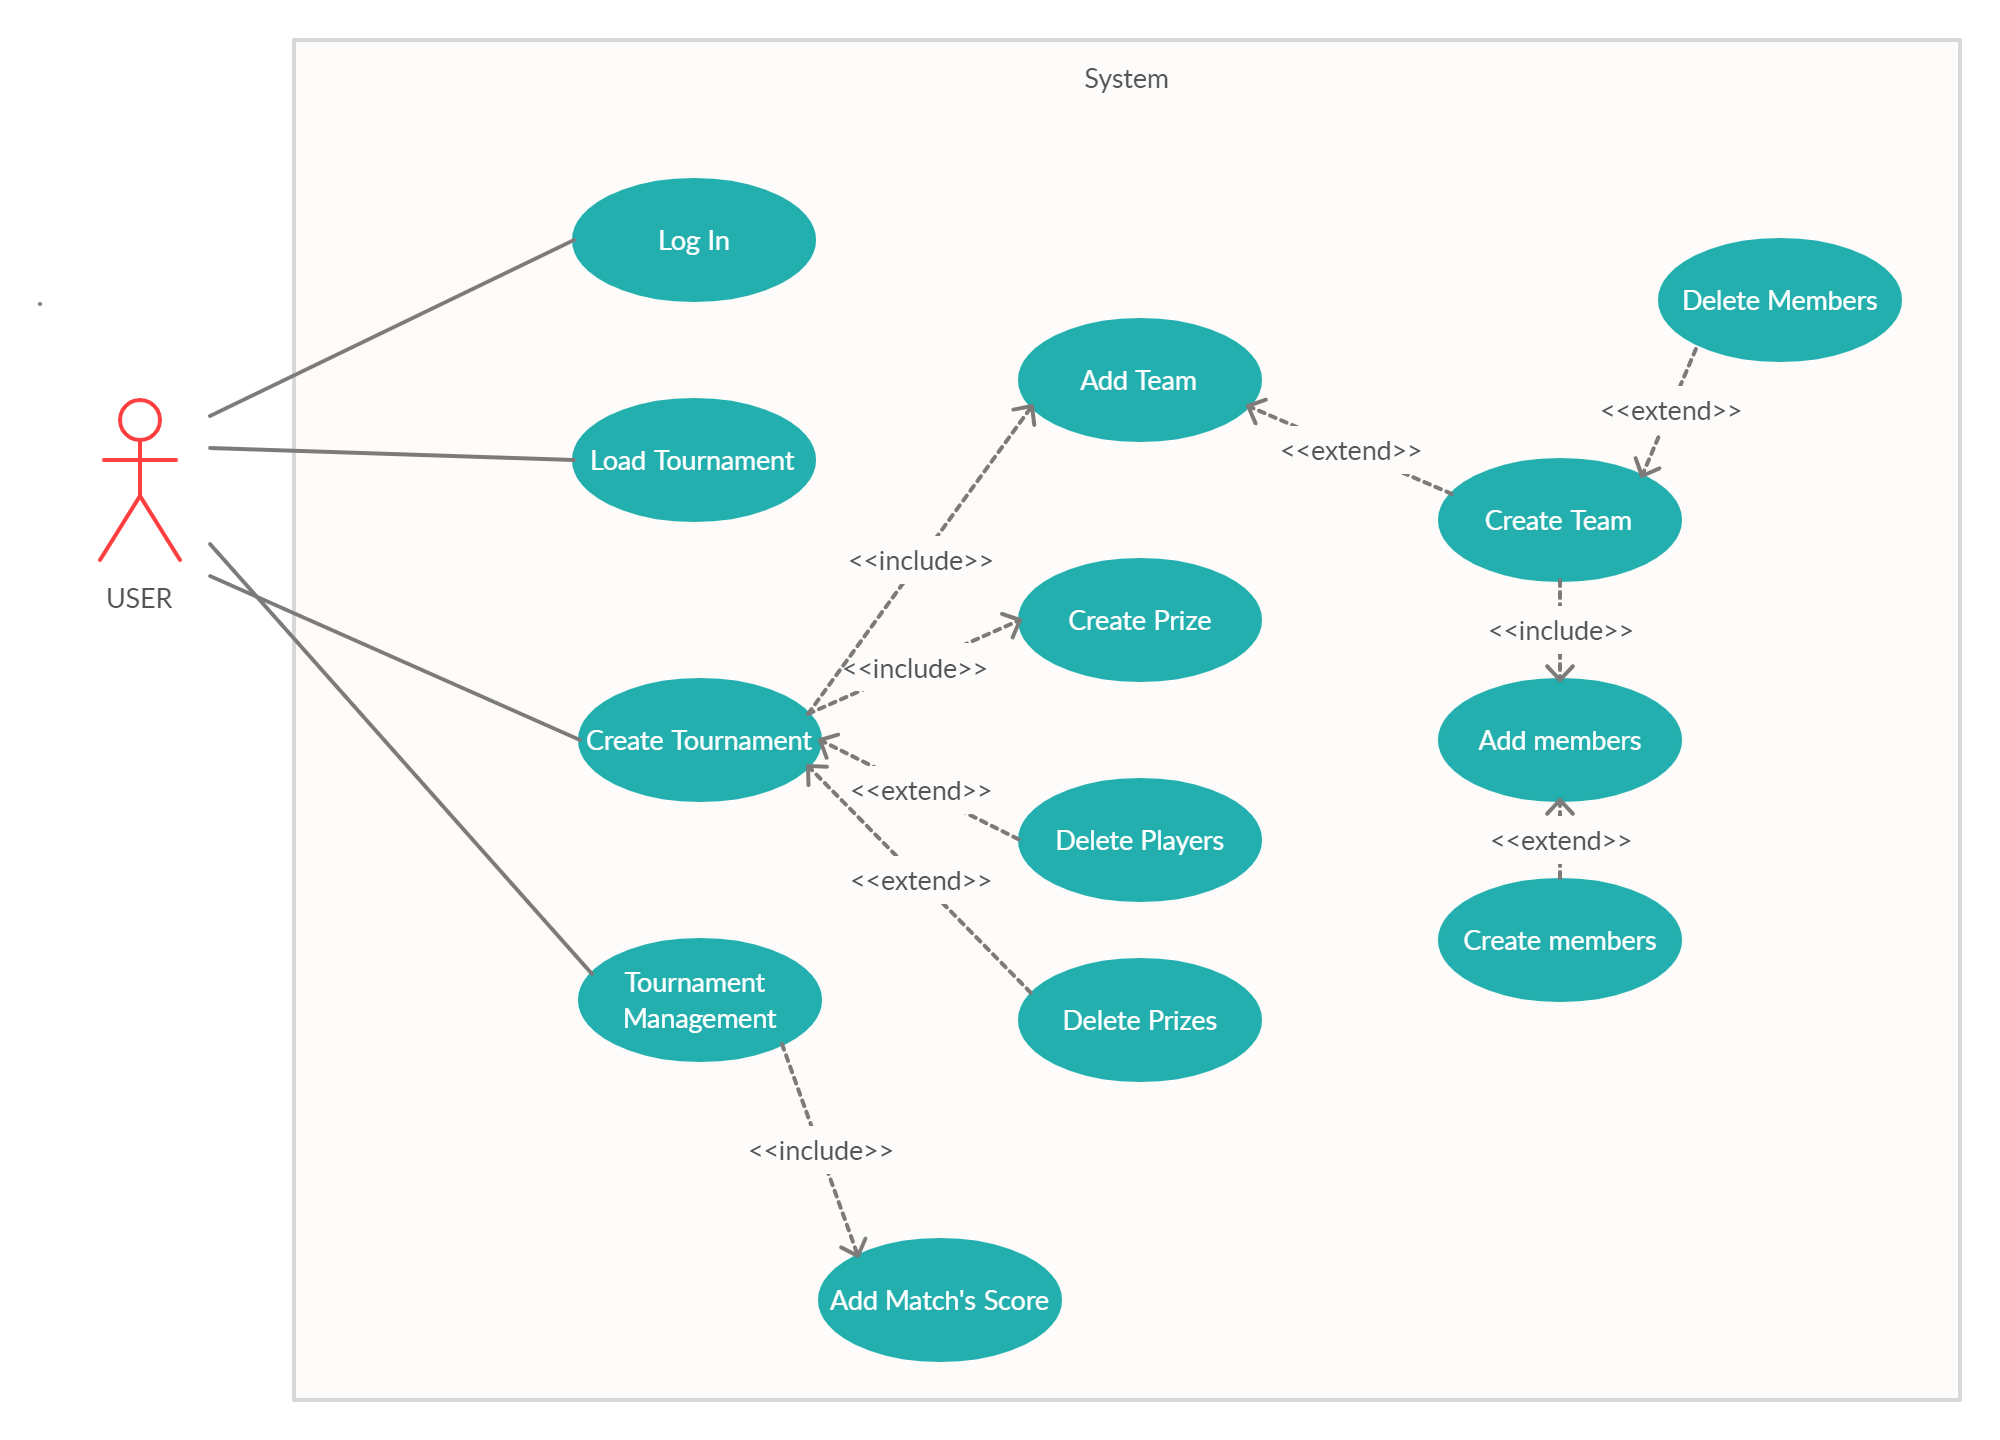 System
Log In
Delete Members
Add Team
<<extend>>
<<extend>>
Load Tournament
Create Team
<<include>>
USER
Create Prize
<<include>>
<<include>>
Create Tournament
Add members
<<extend>>
Delete Players
<<extend>>
<<extend>>
Create members
Tournament
Management
Delete Prizes
<<include>>
Add Match's Score